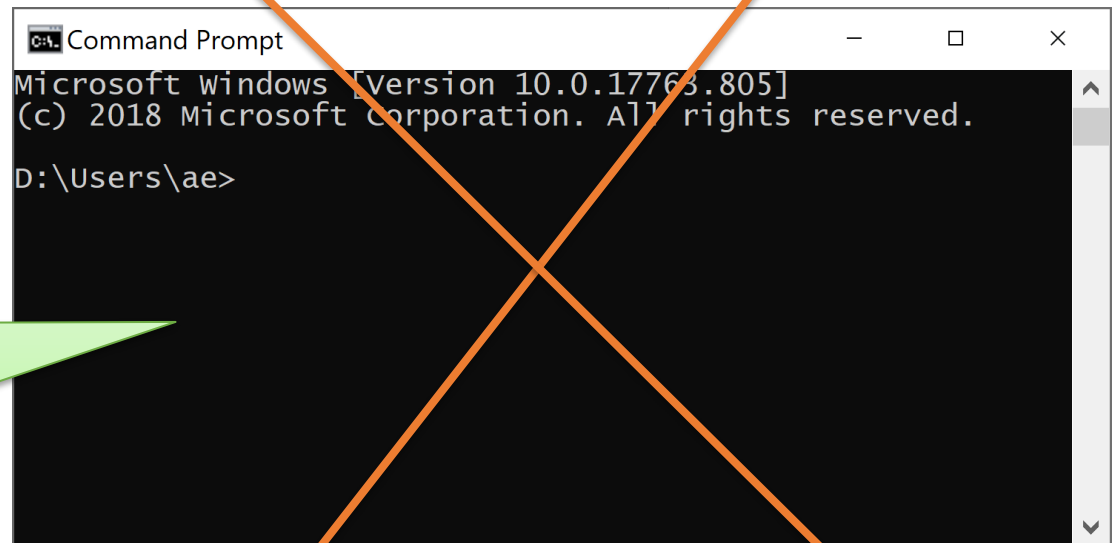 Command Prompt
Microsoft Windows [Version 10.0.17763.805]
(c) 2018 Microsoft Corporation. All rights reserved.
D:\Users\ae>